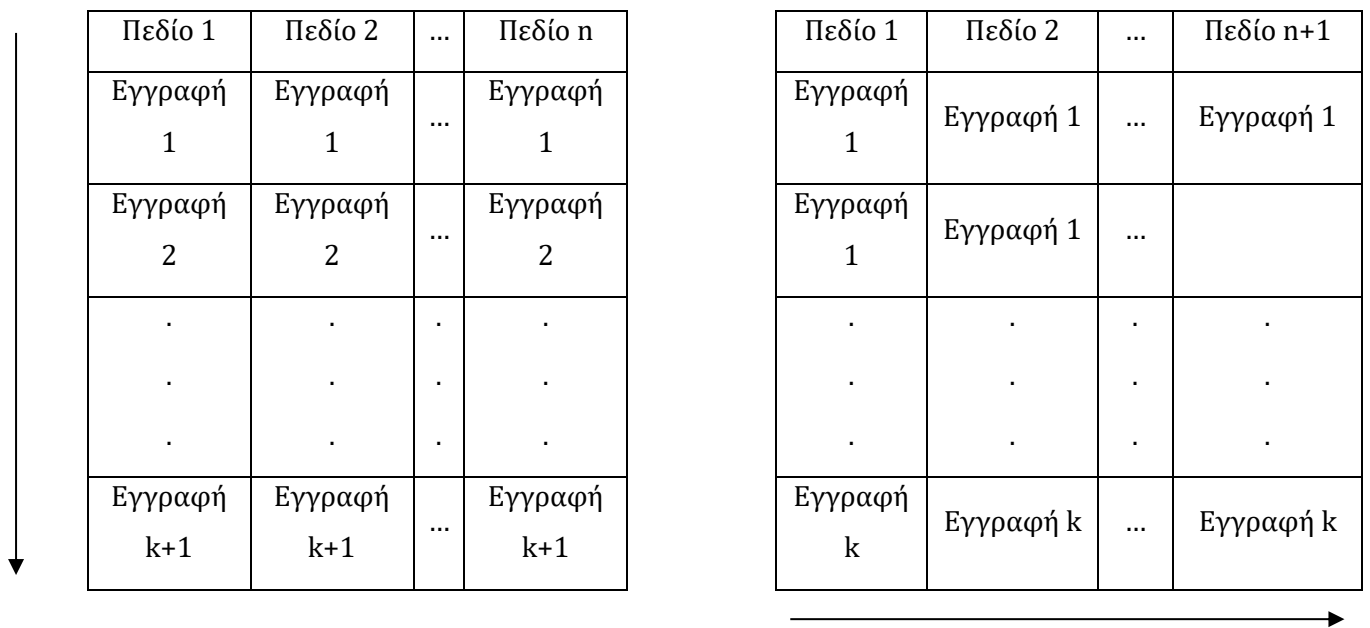 Πεδίο 1 Πεδίο 2 ... Πεδίο n
Εγγραφή 1 Εγγραφή 1 ... Εγγραφή 1
Εγγραφή 2 Εγγραφή 2 ... Εγγραφή 2
. . . .
. . . .
. . . .
Εγγραφή k+1 Εγγραφή k+1 ... Εγγραφή k+1
Πεδίο 1 Πεδίο 2 ... Πεδίο n+1
Εγγραφή 1 Εγγραφή 1 ... Εγγραφή 1
Εγγραφή 1 Εγγραφή 1 ...
. . . .
. . . .
. . . .
Εγγραφή k Εγγραφή k ... Εγγραφή k